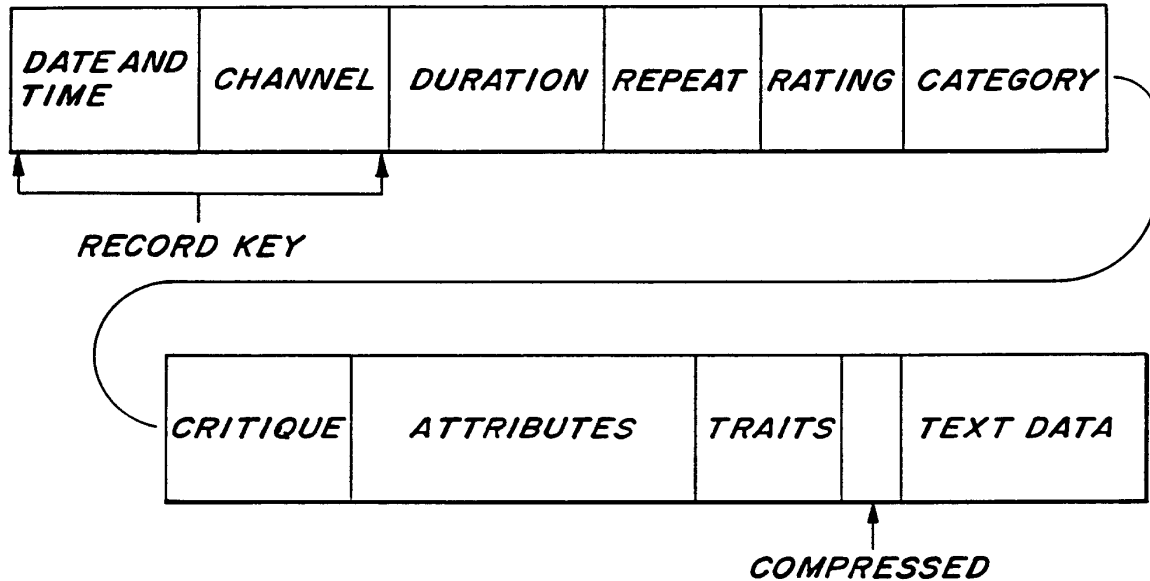 DATE AND TIME CHANNEL DURATION REPEAT RATING CATEGORY
RECORD KEY
CRITIQUE ATTRIBUTES TRAITS TEXT DATA
COMPRESSED